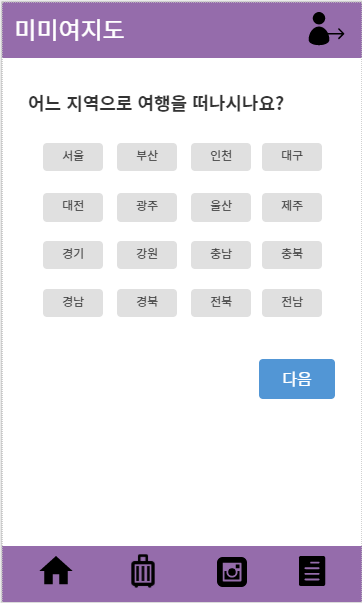 미미여지도
어느 지역으로 여행을 떠나시나요?
서울 부산 인천 대구
대전 광주 울산 제주
경기 강원 충남 충북
경남 경북 전북 전남
다음